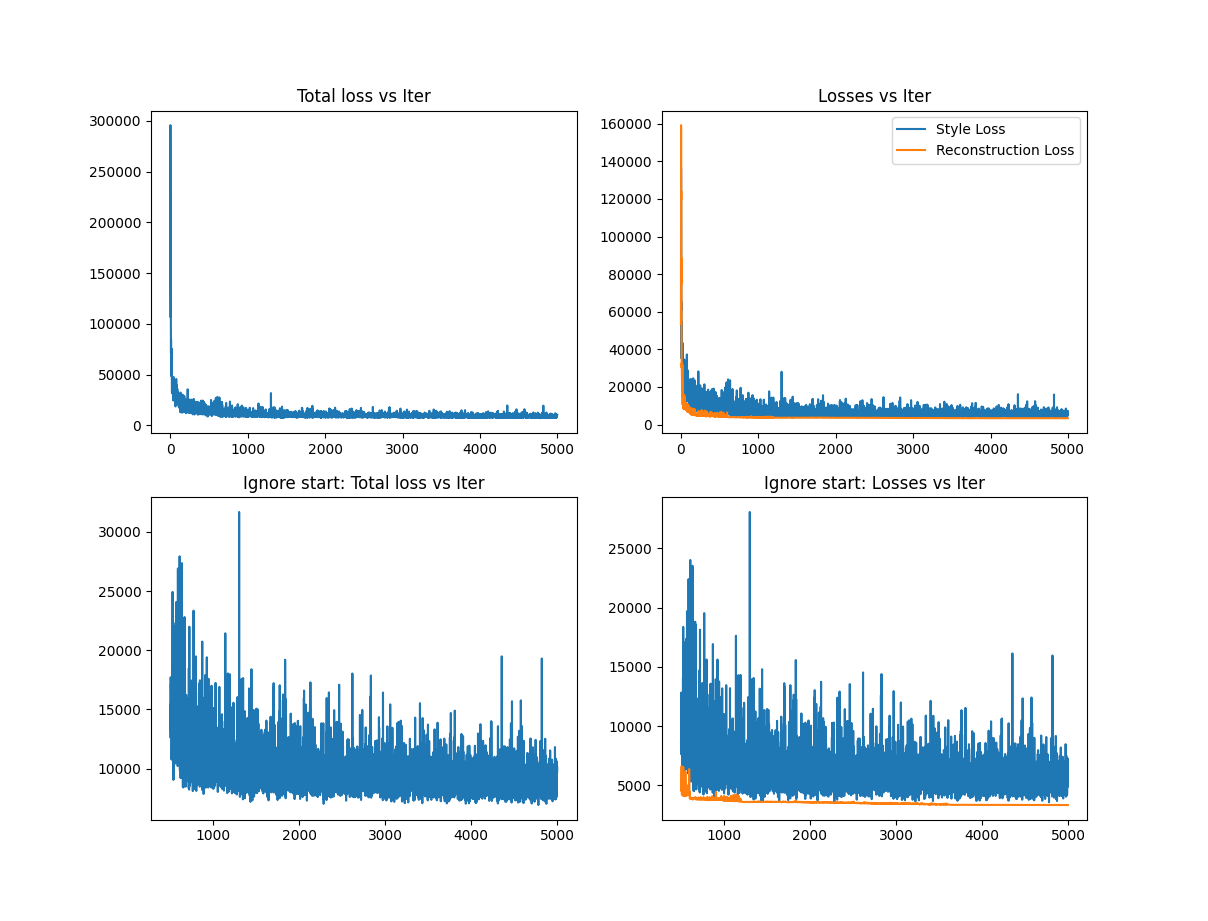 Total loss vs Iter
300000
250000
200000
150000
100000
50000
0
0 1000 2000 3000 4000 5000
Losses vs Iter
160000
140000
120000
100000
80000
60000
40000
20000
0
0 1000 2000 3000 4000 5000
Style Loss
Reconstruction Loss
Ignore start: Total loss vs Iter
30000
25000
20000
15000
10000
1000 2000 3000 4000 5000
Ignore start: Losses vs Iter
25000
20000
15000
10000
5000
1000 2000 3000 4000 5000